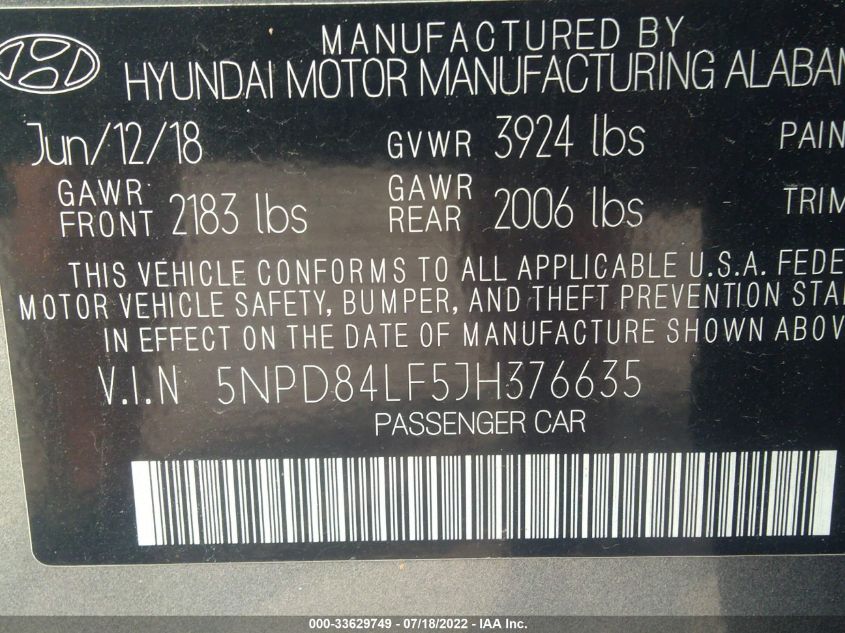 MANUFACTURED BY
HYUNDAI MOTOR MANUFACTURING ALABAM
Jun/12/18 GVWR 3924 lbs PAIN
GAWR FRONT 2183 lbs GAWR REAR 2006 lbs TRIM
THIS VEHICLE CONFORMS TO ALL APPLICABLE U.S.A. FEDE
MOTOR VEHICLE SAFETY, BUMPER, AND THEFT PREVENTION STA
IN EFFECT ON THE DATE OF MANUFACTURE SHOWN ABOV
V.I.N 5NPD84LF5JH376635
PASSENGER CAR
000-33629749 - 07/18/2022 - IAA Inc.